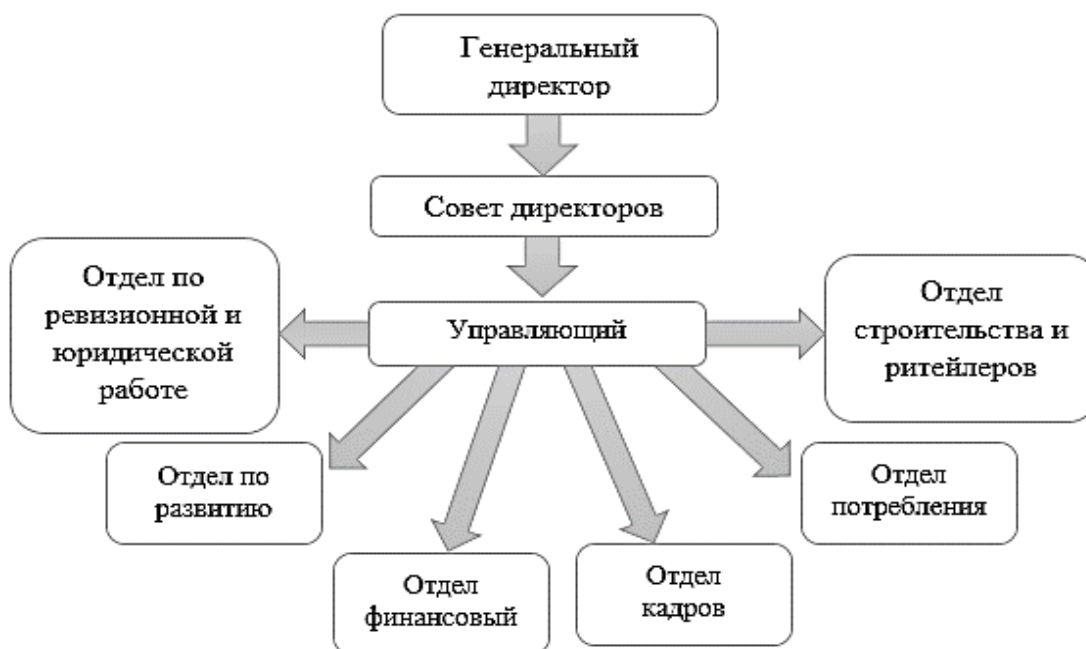 Генеральный
директор
Совет директоров
Отдел по
ревизионной и
юридической
работе
Управляющий
Отдел
строительства и
ритейлеров
Отдел по
развитию
Отдел
финансовый
Отдел
кадров
Отдел
потребления